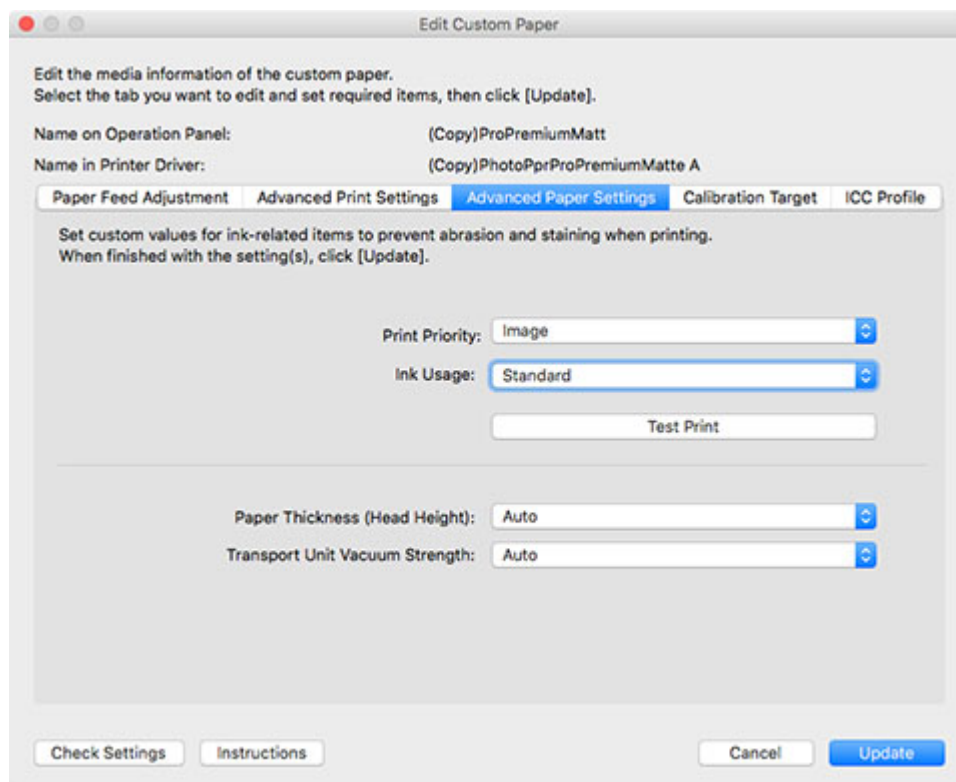 Edit Custom Paper
Edit the media information of the custom paper.
Select the tab you want to edit and set required items, then click [Update].
Name on Operation Panel: (Copy)ProPremiumMatt
Name in Printer Driver: (Copy)PhotoPprProPremiumMatte A
Paper Feed Adjustment Advanced Print Settings Advanced Paper Settings Calibration Target ICC Profile
Set custom values for ink-related items to prevent abrasion and staining when printing.
When finished with the setting(s), click [Update].
Print Priority: Image
Ink Usage: Standard
Test Print
Paper Thickness (Head Height): Auto
Transport Unit Vacuum Strength: Auto
Check Settings Instructions Cancel Update